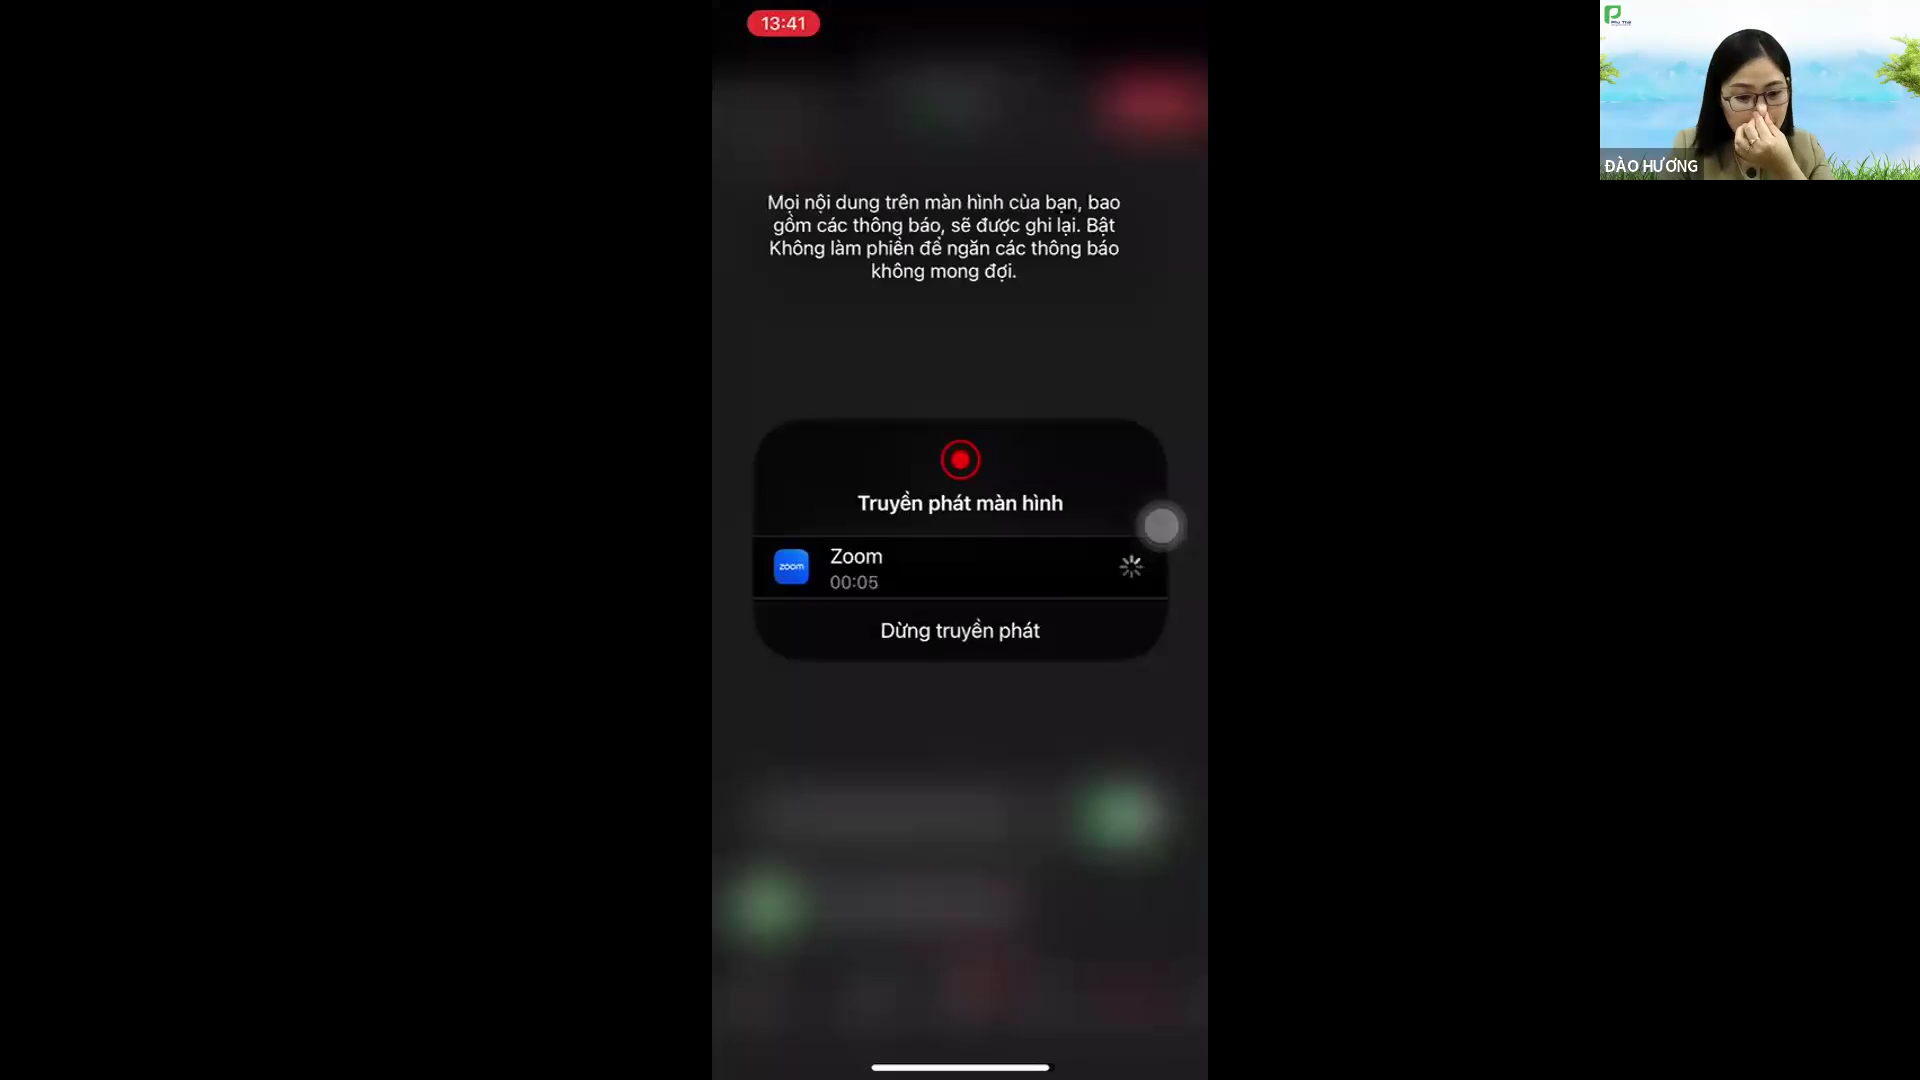 13:41
Mọi nội dung trên màn hình của bạn, bao
gồm các thông báo, sẽ được ghi lại. Bật
Không làm phiền để ngăn các thông báo
không mong đợi.
Truyền phát màn hình
zoom
Zoom
00:05
Dừng truyền phát
ĐÀO HƯƠNG